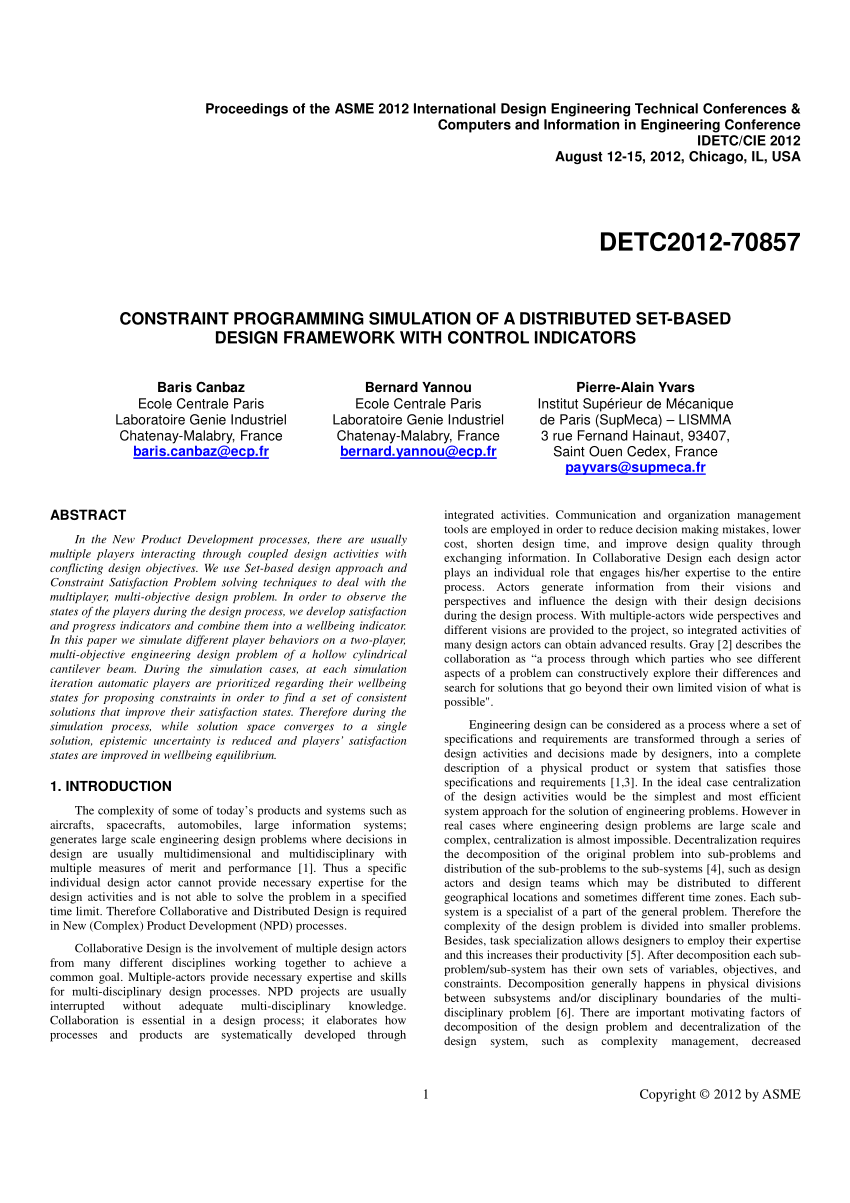 Proceedings of the ASME 2012 International Design Engineering Technical Conferences &
Computers and Information in Engineering Conference
IDETC/CIE 2012
August 12-15, 2012, Chicago, IL, USA
DETC2012-70857
CONSTRAINT PROGRAMMING SIMULATION OF A DISTRIBUTED SET-BASED
DESIGN FRAMEWORK WITH CONTROL INDICATORS
Baris Canbaz
Ecole Centrale Paris
Laboratoire Genie Industriel
Chatenay-Malabry, France
baris.canbaz@ecp.fr
Bernard Yannou
Ecole Centrale Paris
Laboratoire Genie Industriel
Chatenay-Malabry, France
bernard.yannou@ecp.fr
Pierre-Alain Yvars
Institut Supérieur de Mécanique
de Paris (SupMeca) – LISMMA
3 rue Fernand Hainaut, 93407,
Saint Ouen Cedex, France
payvars@supmeca.fr
ABSTRACT
In the New Product Development processes, there are usually
multiple players interacting through coupled design activities with
conflicting design objectives. We use Set-based design approach and
Constraint Satisfaction Problem solving techniques to deal with the
multiplayer, multi-objective design problem. In order to observe the
states of the players during the design process, we develop satisfaction
and progress indicators and combine them into a wellbeing indicator.
In this paper we simulate different player behaviors on a two-player,
multi-objective engineering design problem of a hollow cylindrical
cantilever beam. During the simulation cases, at each simulation
iteration automatic players are prioritized regarding their wellbeing
states for proposing constraints in order to find a set of consistent
solutions that improve their satisfaction states. Therefore during the
simulation process, while solution space converges to a single
solution, epistemic uncertainty is reduced and players' satisfaction
states are improved in wellbeing equilibrium.
1. INTRODUCTION
The complexity of some of today's products and systems such as
aircrafts, spacecrafts, automobiles, large information systems;
generates large scale engineering design problems where decisions in
design are usually multidimensional and multidisciplinary with
multiple measures of merit and performance [1]. Thus a specific
individual design actor cannot provide necessary expertise for the
design activities and is not able to solve the problem in a specified
time limit. Therefore Collaborative and Distributed Design is required
in New (Complex) Product Development (NPD) processes.
Collaborative Design is the involvement of multiple design actors
from many different disciplines working together to achieve a
common goal. Multiple-actors provide necessary expertise and skills
for multi-disciplinary design processes. NPD projects are usually
interrupted without adequate multi-disciplinary knowledge.
Collaboration is essential in a design process; it elaborates how
processes and products are systematically developed through
integrated activities. Communication and organization management
tools are employed in order to reduce decision making mistakes, lower
cost, shorten design time, and improve design quality through
exchanging information. In Collaborative Design each design actor
plays an individual role that engages his/her expertise to the entire
process. Actors generate information from their visions and
perspectives and influence the design with their design decisions
during the design process. With multiple-actors wide perspectives and
different visions are provided to the project, so integrated activities of
many design actors can obtain advanced results. Gray [2] describes the
collaboration as “a process through which parties who see different
aspects of a problem can constructively explore their differences and
search for solutions that go beyond their own limited vision of what is
possible".
Engineering design can be considered as a process where a set of
specifications and requirements are transformed through a series of
design activities and decisions made by designers, into a complete
description of a physical product or system that satisfies those
specifications and requirements [1,3]. In the ideal case centralization
of the design activities would be the simplest and most efficient
system approach for the solution of engineering problems. However in
real cases where engineering design problems are large scale and
complex, centralization is almost impossible. Decentralization requires
the decomposition of the original problem into sub-problems and
distribution of the sub-problems to the sub-systems [4], such as design
actors and design teams which may be distributed to different
geographical locations and sometimes different time zones. Each sub-
system is a specialist of a part of the general problem. Therefore the
complexity of the design problem is divided into smaller problems.
Besides, task specialization allows designers to employ their expertise
and this increases their productivity [5]. After decomposition each sub-
problem/sub-system has their own sets of variables, objectives, and
constraints. Decomposition generally happens in physical divisions
between subsystems and/or disciplinary boundaries of the multi-
disciplinary problem [6]. There are important motivating factors of
decomposition of the design problem and decentralization of the
design system, such as complexity management, decreased
1
Copyright © 2012 by ASME